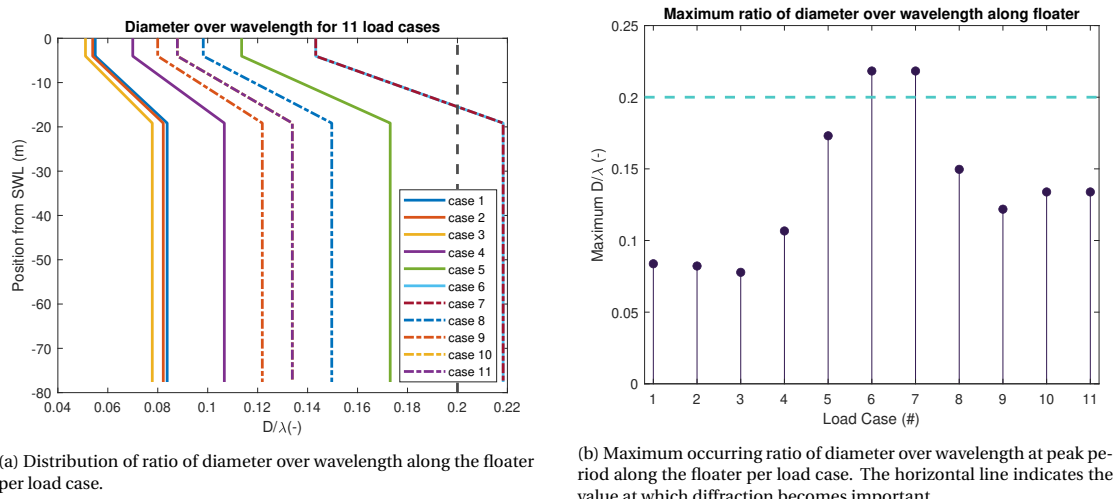 Diameter over wavelength for 11 load cases
0
-10
-20
-30
-40
-50
-60
-70
-80
Position from SWL (m)
0.04 0.06 0.08 0.1 0.12 0.14 0.16 0.18 0.2 0.22
D/λ(-)
case 1
case 2
case 3
case 4
case 5
case 6
case 7
case 8
case 9
case 10
case 11
(a) Distribution of ratio of diameter over wavelength along the floater
per load case.
Maximum ratio of diameter over wavelength along floater
0.25
0.2
0.15
0.1
0.05
0
Maximum D/λ (-)
1 2 3 4 5 6 7 8 9 10 11
Load Case (#)
(b) Maximum occurring ratio of diameter over wavelength at peak pe-
riod along the floater per load case. The horizontal line indicates the
value at which diffraction becomes important